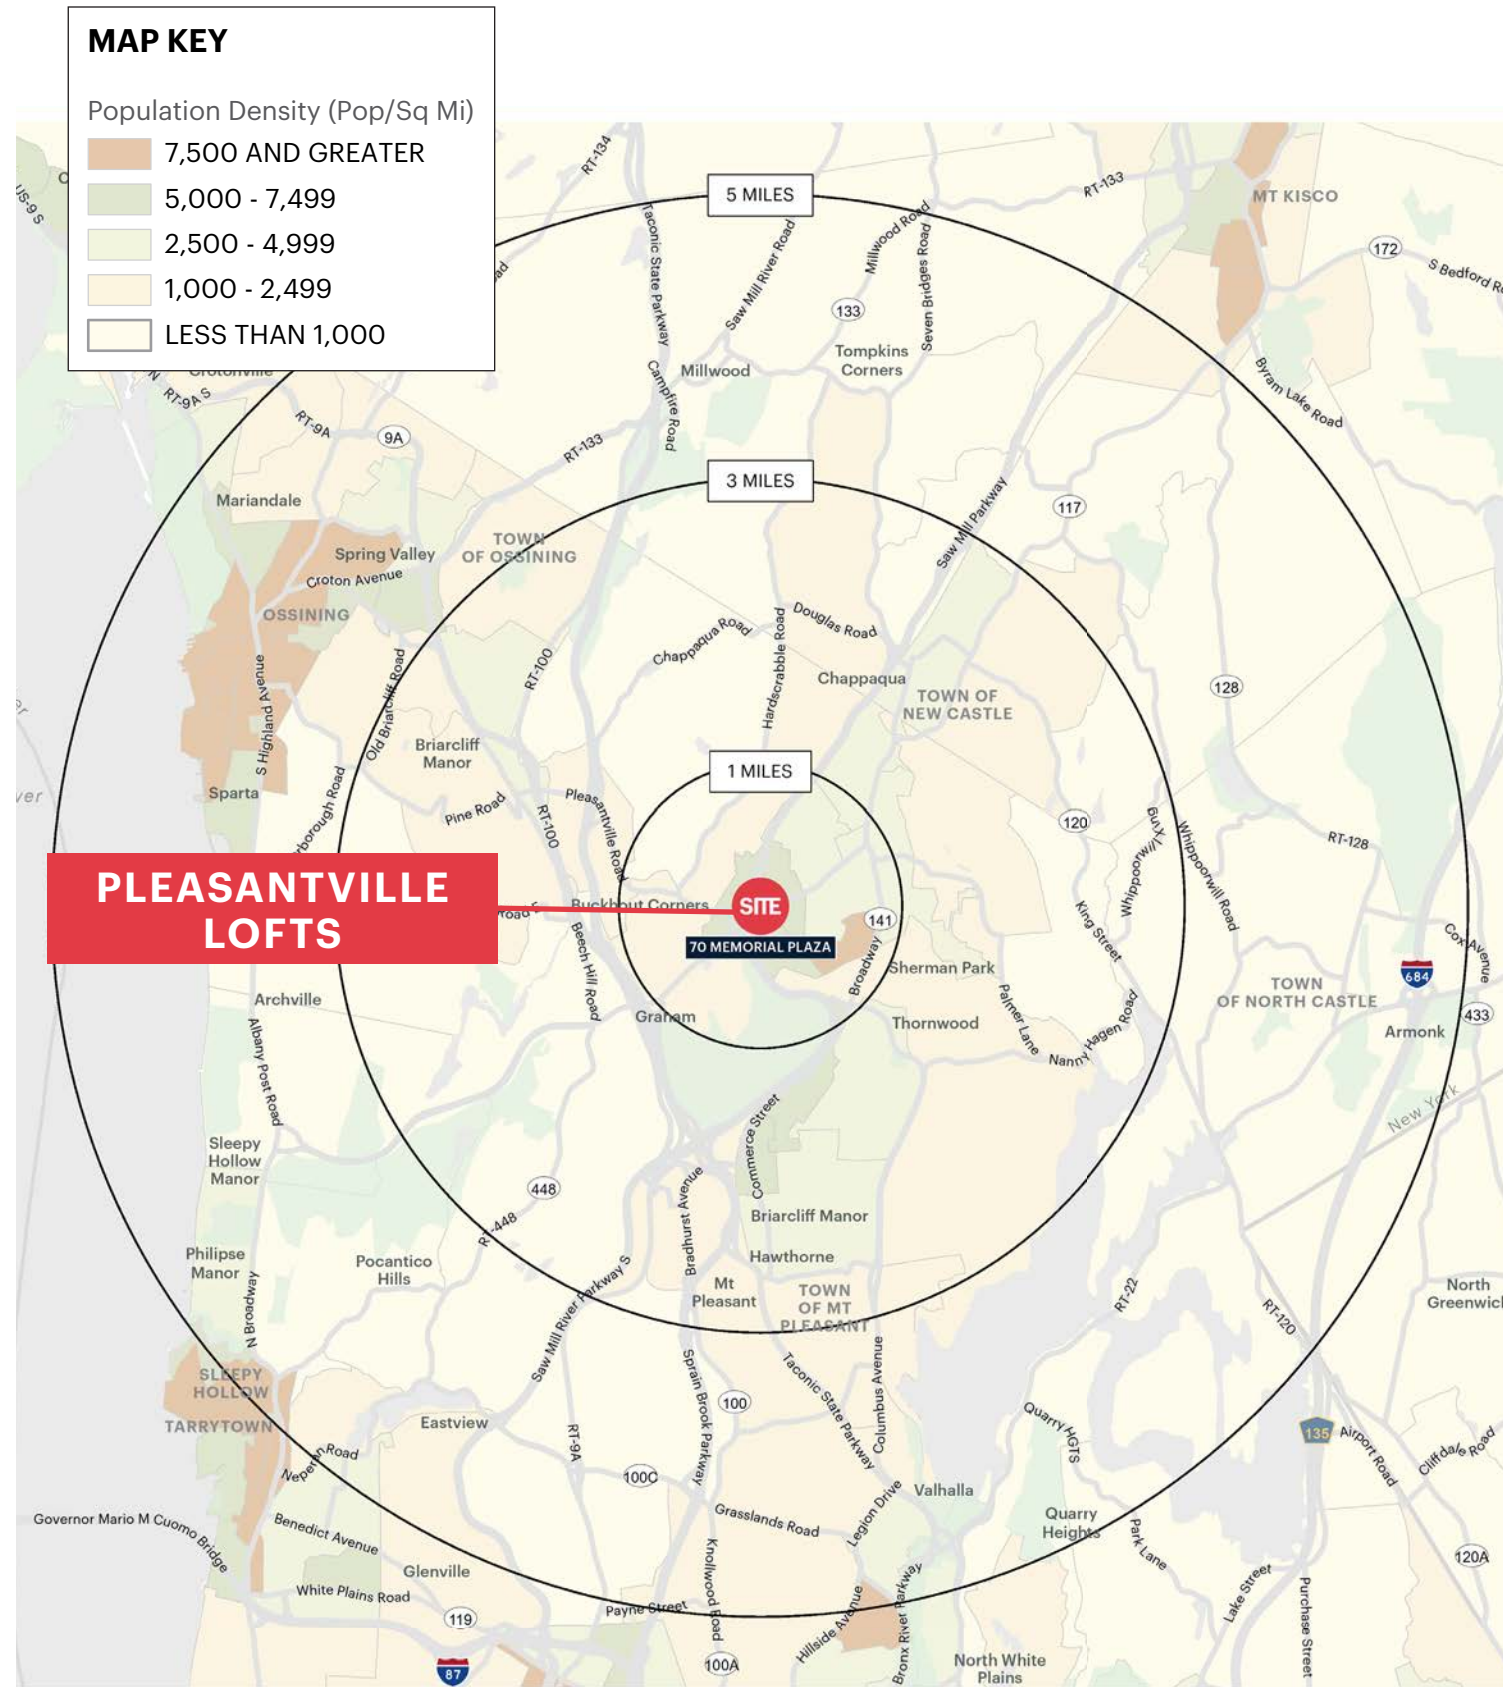 MAP KEY
Population Density (Pop/Sq Mi)
7,500 AND GREATER
5,000 - 7,499
2,500 - 4,999
1,000 - 2,499
LESS THAN 1,000
5 MILES
3 MILES
1 MILES
PLEASANTVILLE
LOFTS
SITE
70 MEMORIAL PLAZA
US-9 S
RT-134
Taconic State Parkway
Saw Mill River Road
Millwood Road
Seven Bridges Road
RT-133
MT KISCO
172
133
Tompkins
Corners
Millwood
Campfire Road
Crotonville
RT-9A S
RT-9A
9A
RT-133
Byram Lake Road
Mariandale
Spring Valley
Croton Avenue
TOWN
OF OSSINING
OSSINING
Saw Mill Parkway
117
Chappaqua Road
Hardscrabble Road
Douglas Road
Chappaqua
TOWN OF
NEW CASTLE
128
RT-100
Old Briarcliff Road
S Highland Avenue
Briarcliff
Manor
Sparta
Pine Road
RT-100
Pleasantville Road
120
Whippoorwill Xing
Whippoorwill Road
RT-128
Buckhout Corners
141
Broadway
Sherman Park
King Street
Cox Avenue
684
TOWN
OF NORTH CASTLE
433
Armonk
Beech Hill Road
Archville
Graham
Thornwood
Palmer Lane
Nanny Hagen Road
Albany Post Road
New York
Commerce Street
Sleepy
Hollow
Manor
448
RT-448
Bradhurst Avenue
Briarcliff Manor
Hawthorne
Philipse
Manor
Pocantico
Hills
N Broadway
Saw Mill River Parkway S
Mt
Pleasant
TOWN
OF MT
PLEASANT
RT-22
RT-120
North
SLEEPY
HOLLOW
TARRYTOWN
Eastview
Sprain Brook Parkway
100
Taconic State Parkway
Columbus Avenue
Quarry HGTS
135
Airport Road
Cliffdale Road
Neperan Road
RT-9A
100C
Grasslands Road
Legion Drive
Valhalla
Quarry
Heights
Park Lane
120A
Governor Mario M Cuomo Bridge
Benedict Avenue
Glenville
White Plains Road
119
Payne Street
Knollwood Road
100A
Hillside Avenue
Bronx River Parkway
Lake Street
Purchase Street
North White
Plains
87